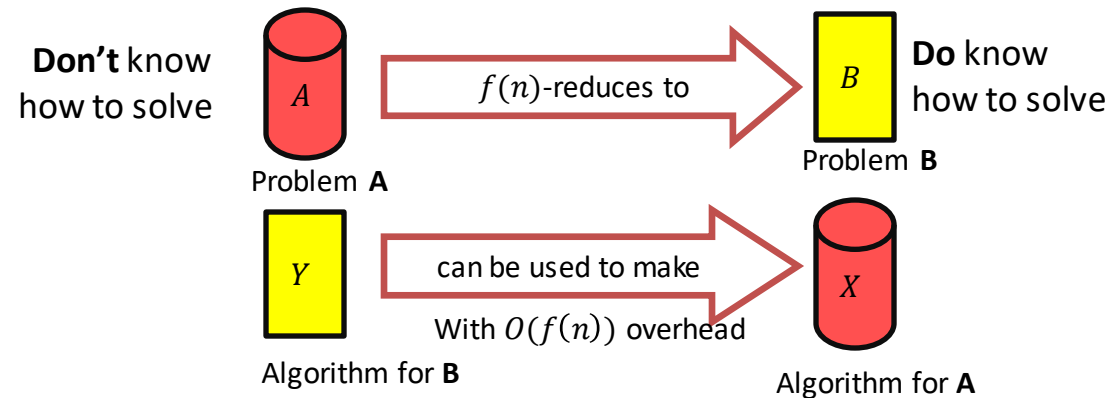 Don't know
how to solve
A
f(n)-reduces to
B
Do know
how to solve
Problem A
Problem B
Y
can be used to make
X
With O(f(n)) overhead
Algorithm for B
Algorithm for A